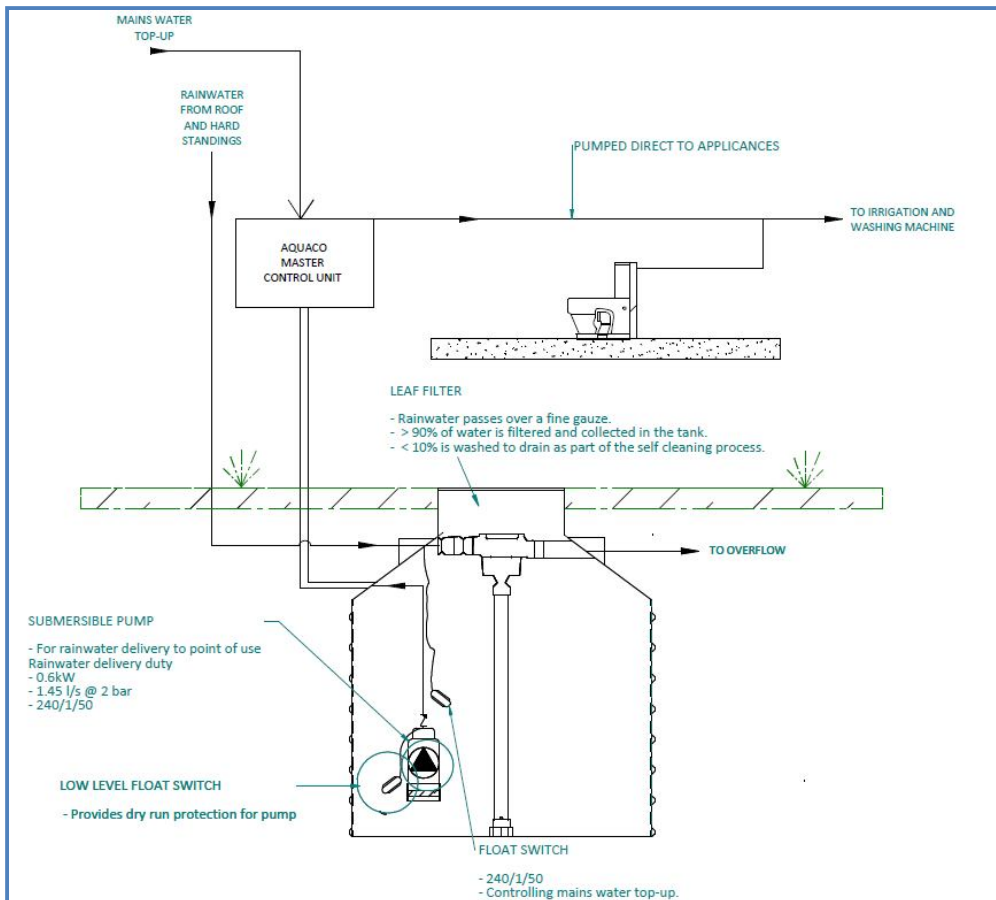 MAINS WATER
TOP-UP
RAINWATER
FROM ROOF
AND HARD
STANDINGS
PUMPED DIRECT TO APPLICANCES
TO IRRIGATION AND
WASHING MACHINE
AQUACO
MASTER
CONTROL UNIT
LEAF FILTER
- Rainwater passes over a fine gauze.
- > 90% of water is filtered and collected in the tank.
- < 10% is washed to drain as part of the self cleaning process.
TO OVERFLOW
SUBMERSIBLE PUMP
- For rainwater delivery to point of use
Rainwater delivery duty
- 0.6kW
- 1.45 l/s @ 2 bar
- 240/1/50
LOW LEVEL FLOAT SWITCH
- Provides dry run protection for pump
FLOAT SWITCH
- 240/1/50
- Controlling mains water top-up.